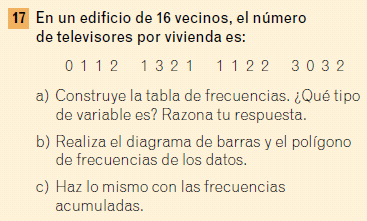 17 En un edificio de 16 vecinos, el número
de televisores por vivienda es:
0 1 1 2 1 3 2 1 1 1 2 2 3 0 3 2
a) Construye la tabla de frecuencias. ¿Qué tipo
de variable es? Razona tu respuesta.
b) Realiza el diagrama de barras y el polígono
de frecuencias de los datos.
c) Haz lo mismo con las frecuencias
acumuladas.